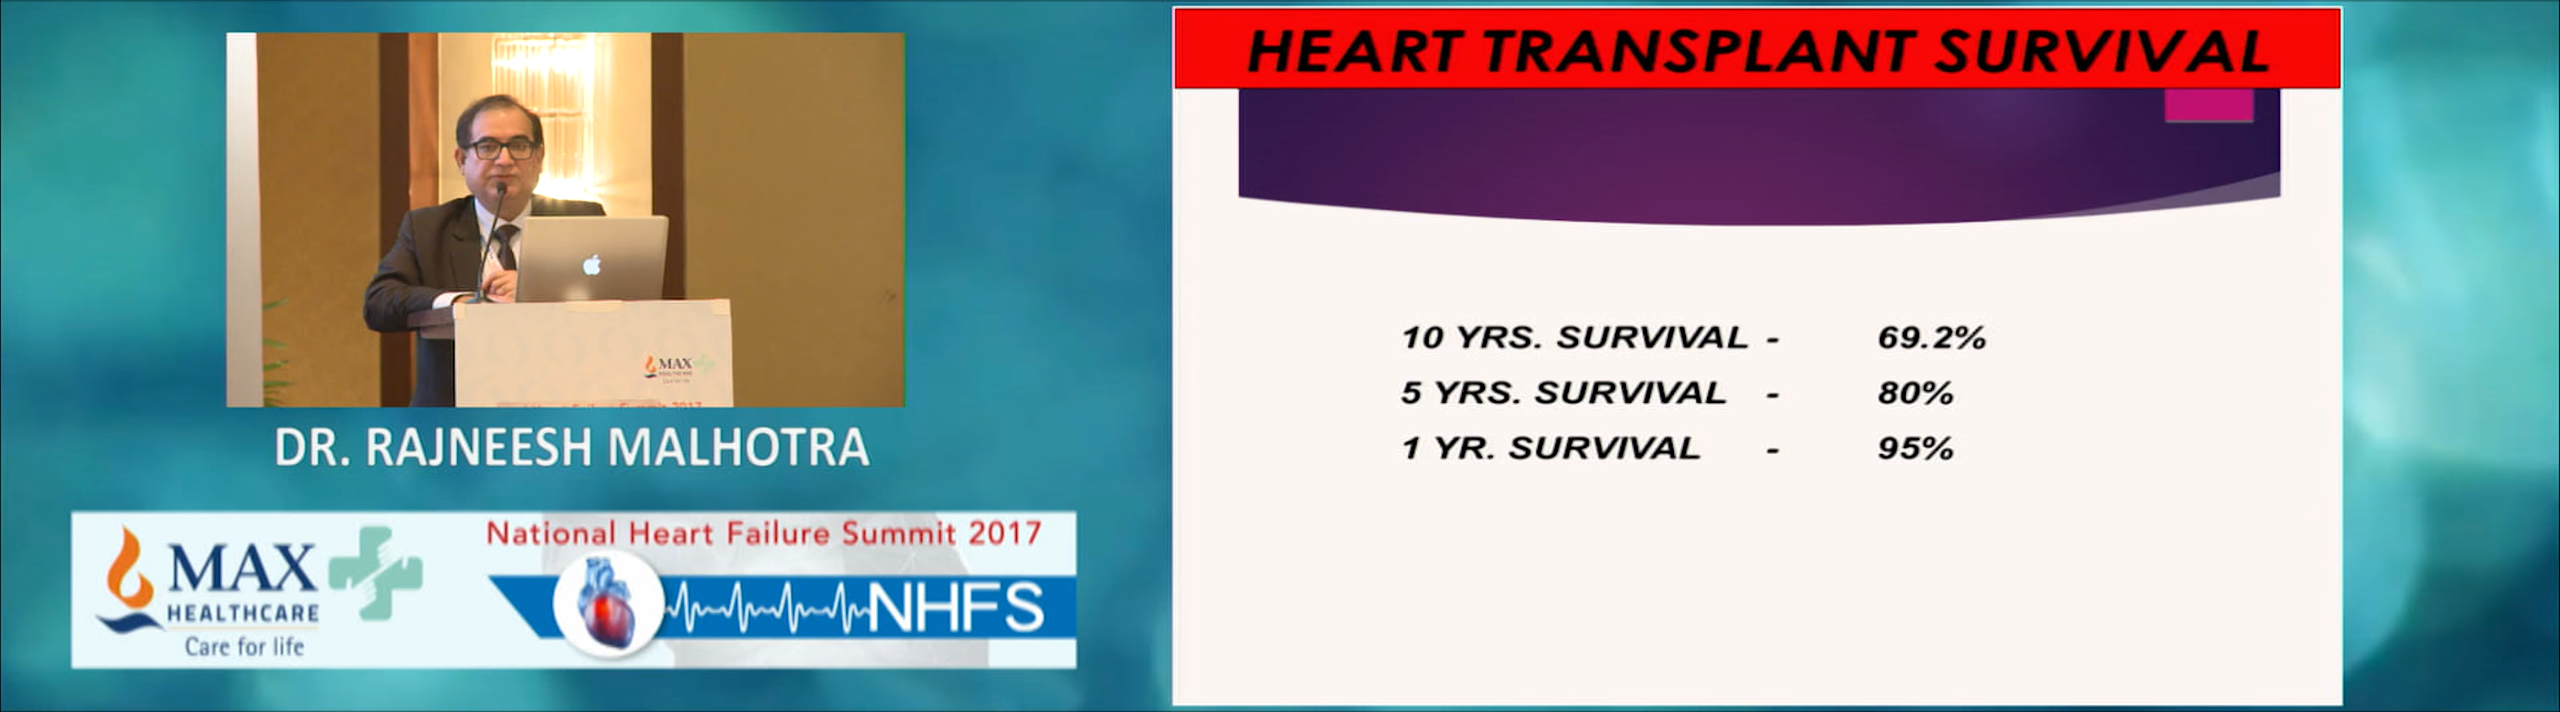 HEART TRANSPLANT SURVIVAL
10 YRS. SURVIVAL - 69.2%
5 YRS. SURVIVAL - 80%
1 YR. SURVIVAL - 95%
MAX
DR. RAJNEESH MALHOTRA
MAX
HEALTHCARE
Care for life
National Heart Failure Summit 2017
NHFS